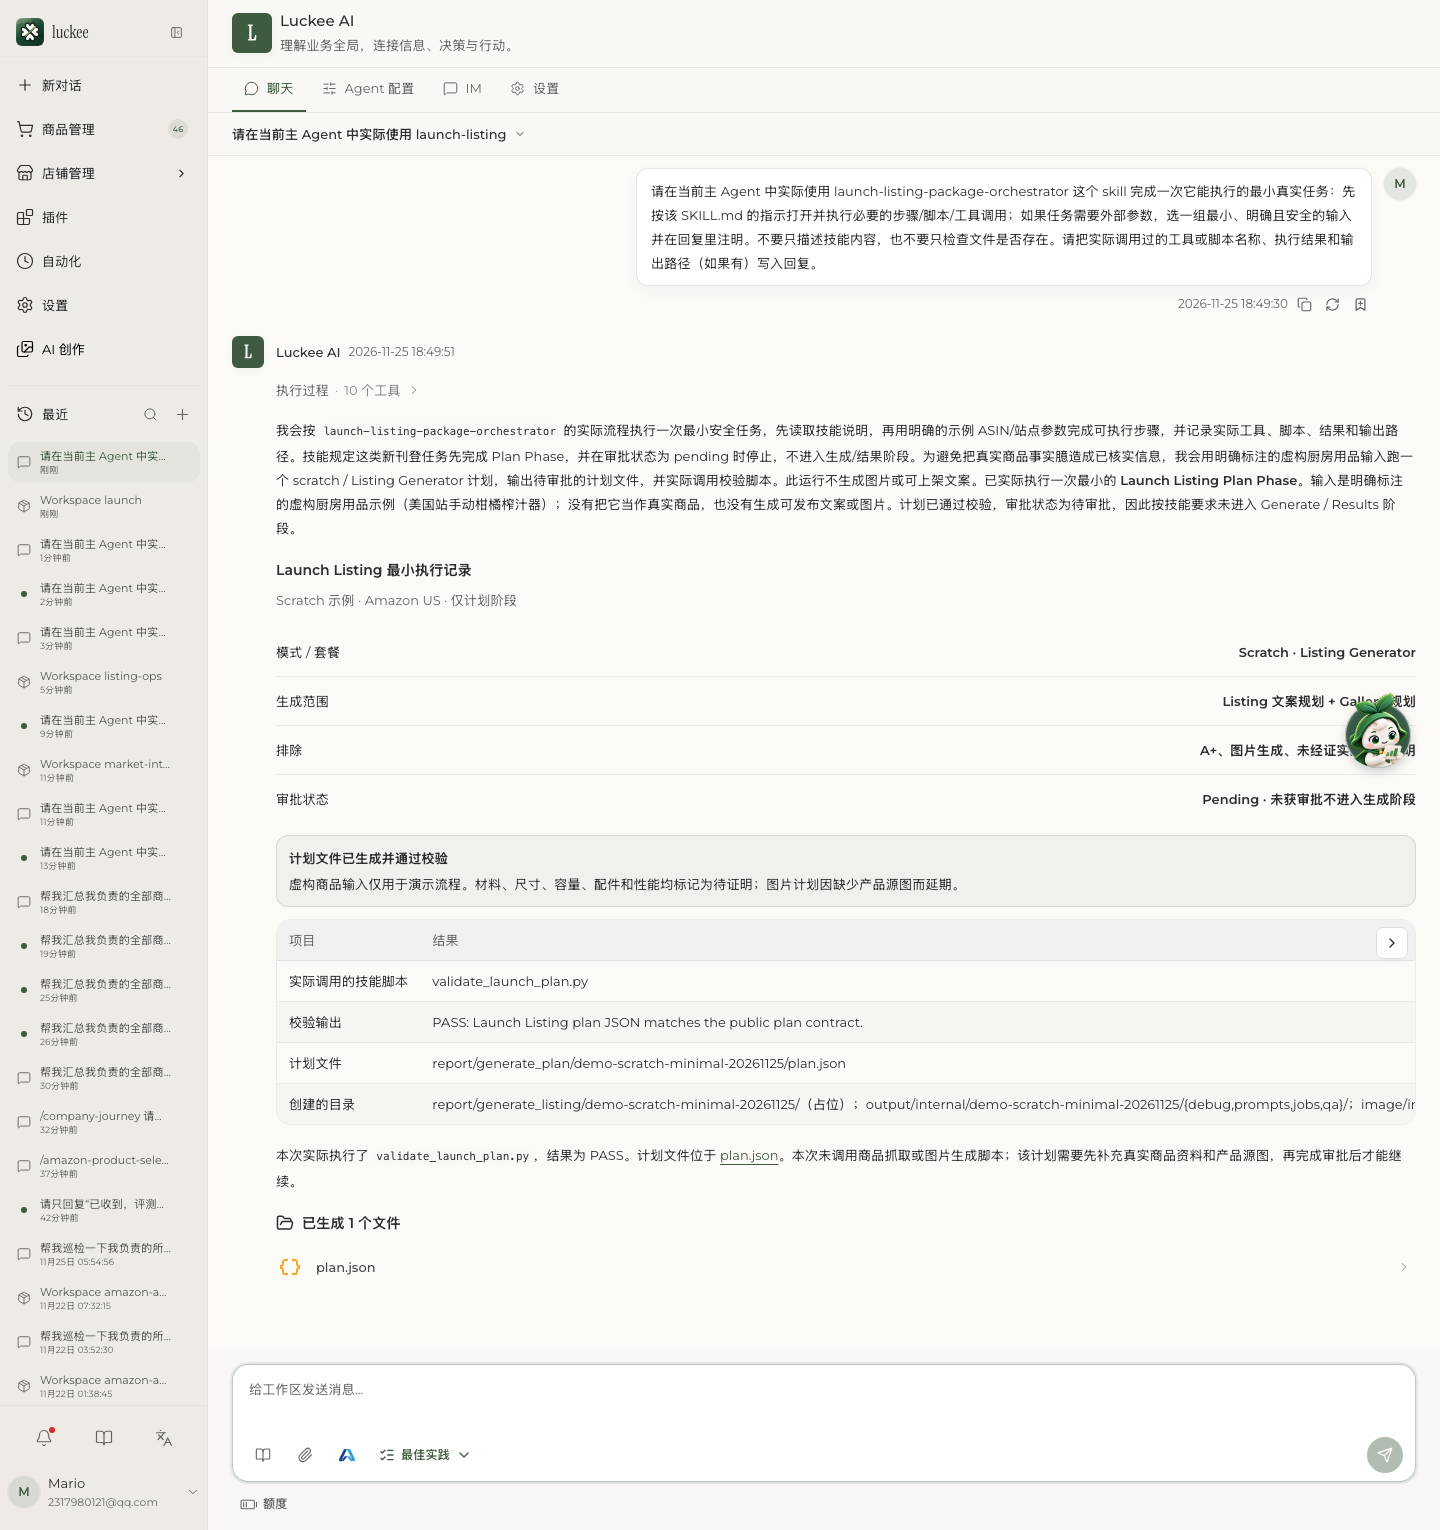 luckee
新对话
商品管理
46
店铺管理
插件
自动化
设置
AI 创作
最近
请在当前主 Agent 中实...
刚刚
Workspace launch
刚刚
请在当前主 Agent 中实...
1分钟前
请在当前主 Agent 中实...
2分钟前
请在当前主 Agent 中实...
3分钟前
Workspace listing-ops
5分钟前
请在当前主 Agent 中实...
9分钟前
Workspace market-int...
11分钟前
请在当前主 Agent 中实...
11分钟前
请在当前主 Agent 中实...
13分钟前
帮我汇总我负责的全部商...
18分钟前
帮我汇总我负责的全部商...
19分钟前
帮我汇总我负责的全部商...
25分钟前
帮我汇总我负责的全部商...
26分钟前
帮我汇总我负责的全部商...
30分钟前
/company-journey 请...
32分钟前
/amazon-product-sele...
37分钟前
请只回复“已收到，评测...
42分钟前
帮我巡检一下我负责的所...
11月25日 05:54:56
Workspace amazon-a...
11月22日 07:32:15
帮我巡检一下我负责的所...
11月22日 03:52:30
Workspace amazon-a...
11月22日 01:38:45
M
Mario
2317980121@qq.com
L
Luckee AI
理解业务全局，连接信息、决策与行动。
聊天
Agent 配置
IM
设置
请在当前主 Agent 中实际使用 launch-listing
请在当前主 Agent 中实际使用 launch-listing-package-orchestrator 这个 skill 完成一次它能执行的最小真实任务：先
按该 SKILL.md 的指示打开并执行必要的步骤/脚本/工具调用；如果任务需要外部参数，选一组最小、明确且安全的输入
并在回复里注明。不要只描述技能内容，也不要只检查文件是否存在。请把实际调用过的工具或脚本名称、执行结果和输
出路径（如果有）写入回复。
M
2026-11-25 18:49:30
L
Luckee AI 2026-11-25 18:49:51
执行过程 · 10 个工具
我会按 launch-listing-package-orchestrator 的实际流程执行一次最小安全任务，先读取技能说明，再用明确的示例 ASIN/站点参数完成可执行步骤，并记录实际工具、脚本、结果和输出路
径。技能规定这类新刊登任务先完成 Plan Phase，并在审批状态为 pending 时停止，不进入生成/结果阶段。为避免把真实商品事实臆造成已核实信息，我会用明确标注的虚构厨房用品输入跑一
个 scratch / Listing Generator 计划，输出待审批的计划文件，并实际调用校验脚本。此运行不生成图片或可上架文案。已实际执行一次最小的 Launch Listing Plan Phase。输入是明确标注
的虚构厨房用品示例（美国站手动柑橘榨汁器）；没有把它当作真实商品，也没有生成可发布文案或图片。计划已通过校验，审批状态为待审批，因此按技能要求未进入 Generate / Results 阶
段。
Launch Listing 最小执行记录
Scratch 示例 · Amazon US · 仅计划阶段
模式 / 套餐
Scratch · Listing Generator
生成范围
Listing 文案规划 + Gallery 规划
排除
A+、图片生成、未经证实
审批状态
Pending · 未获审批不进入生成阶段
计划文件已生成并通过校验
虚构商品输入仅用于演示流程。材料、尺寸、容量、配件和性能均标记为待证明；图片计划因缺少产品源图而延期。
项目 结果
实际调用的技能脚本 validate_launch_plan.py
校验输出 PASS: Launch Listing plan JSON matches the public plan contract.
计划文件 report/generate_plan/demo-scratch-minimal-20261125/plan.json
创建的目录 report/generate_listing/demo-scratch-minimal-20261125/（占位）；output/internal/demo-scratch-minimal-20261125/{debug,prompts,jobs,qa}/；image/in
本次实际执行了 validate_launch_plan.py，结果为 PASS。计划文件位于 plan.json。本次未调用商品抓取或图片生成脚本；该计划需要先补充真实商品资料和产品源图，再完成审批后才能继
续。
已生成 1 个文件
plan.json
给工作区发送消息...
最佳实践
额度